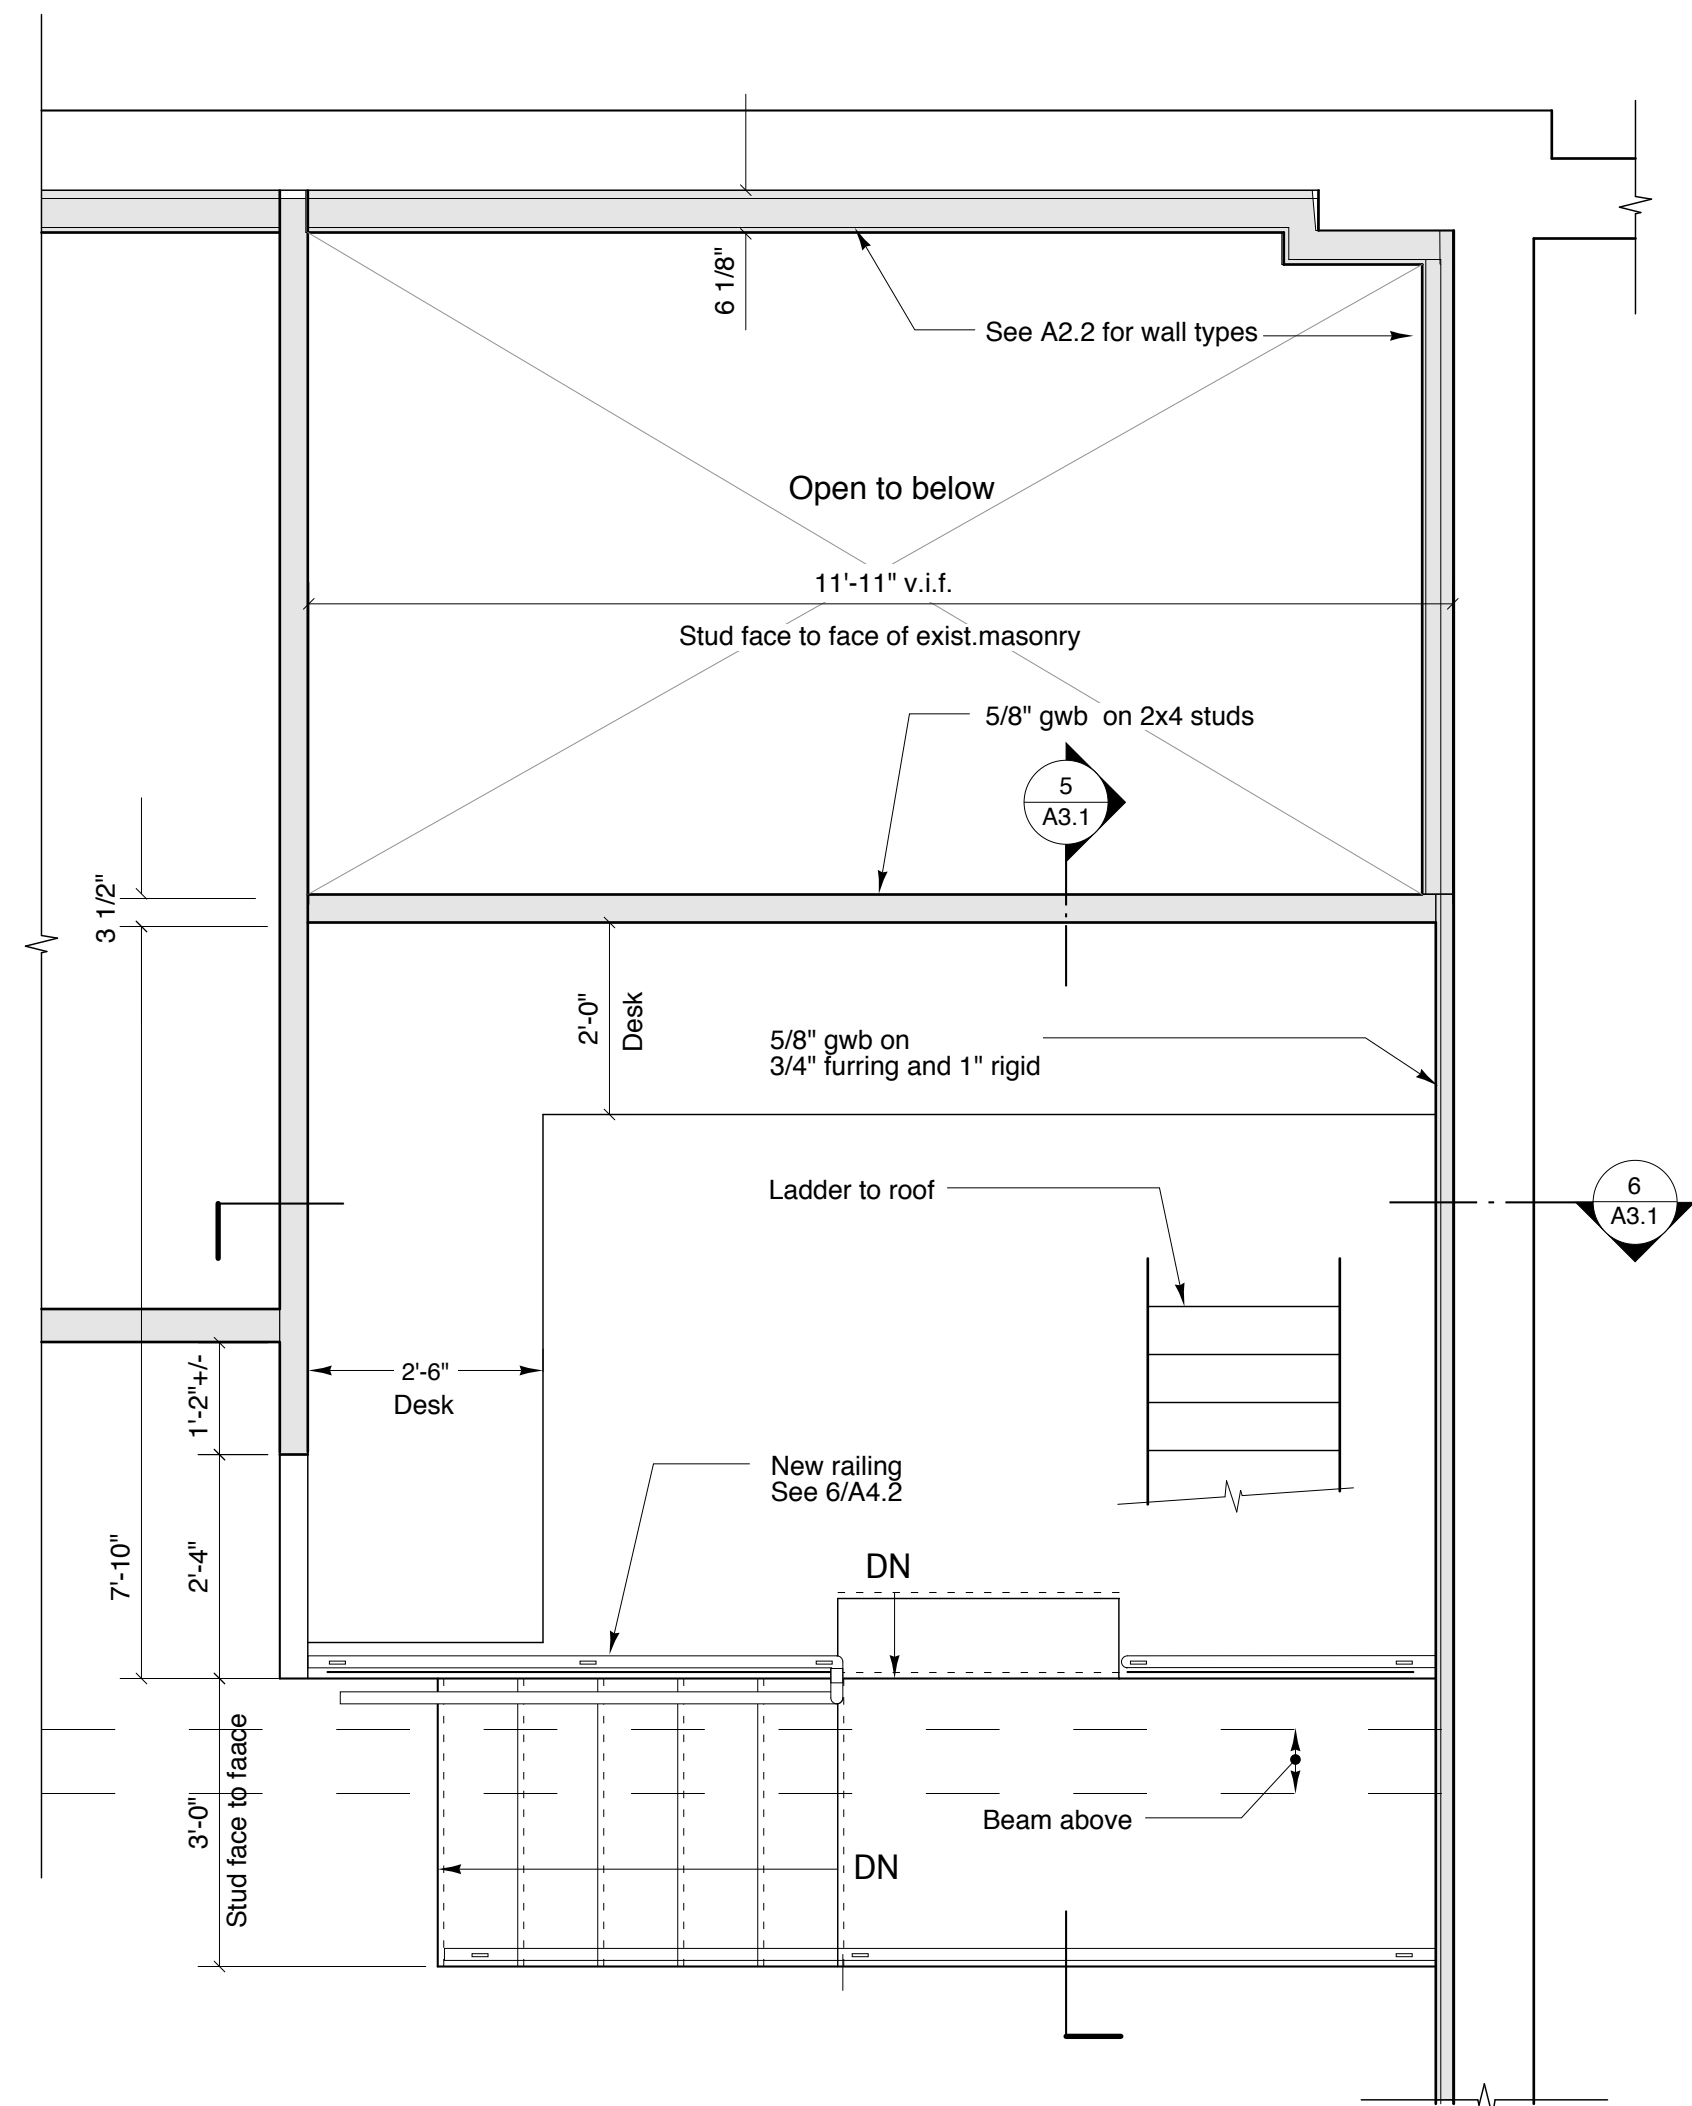 6 1/8"
See A2.2 for wall types
Open to below
11'-11" v.i.f.
Stud face to face of exist.masonry
5/8" gwb on 2x4 studs
5
A3.1
3 1/2"
2'-0"
Desk
5/8" gwb on
3/4" furring and 1" rigid
Ladder to roof
6
A3.1
1'-2"+/-
2'-6"
Desk
New railing
See 6/A4.2
7'-10"
2'-4"
DN
3'-0"
Stud face to faace
Beam above
DN